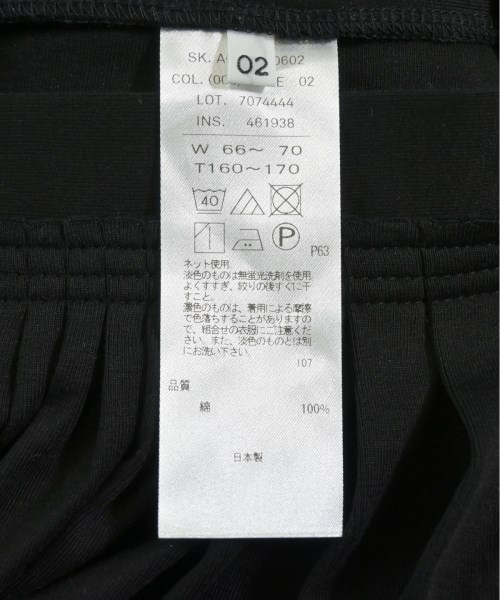 02
SK. A 0602
COL. (00 E 02
LOT. 7074444
INS. 461938
W 66～ 70
T160～170
40
P
P63
ネット使用
淡色のものは無蛍光洗剤を使用
よくすすぎ、絞りの後すぐに干
すこと。
濃色のものは、着用による摩擦
で色落ちすることがありますの
で、組合せの衣服にご注意くだ
さい。また、淡色のものとは別
にお洗い下さい。
107
品質
綿 100%
日本製